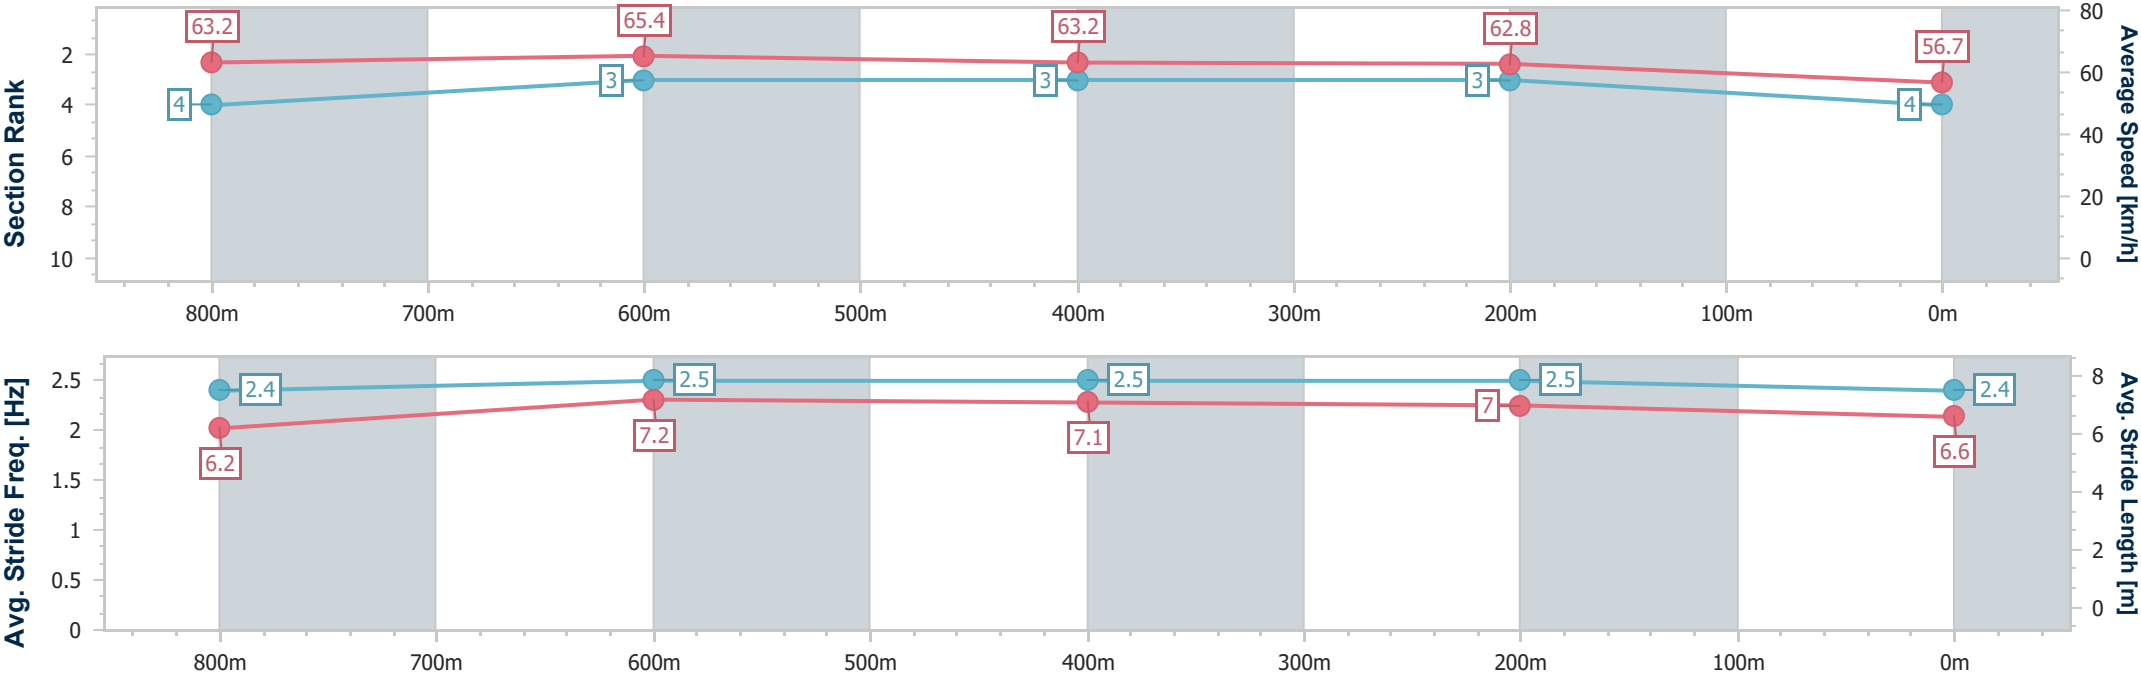 Section Rank
2
4
6
8
10
63.2
65.4
63.2
62.8
56.7
4
3
3
3
4
80
60
40
20
0
Average Speed [km/h]
800m
700m
600m
500m
400m
300m
200m
100m
0m
Avg. Stride Freq. [Hz]
2.5
2
1.5
1
0.5
0
2.4
2.5
2.5
2.5
2.4
6.2
7.2
7.1
7
6.6
8
6
4
2
0
Avg. Stride Length [m]
800m
700m
600m
500m
400m
300m
200m
100m
0m